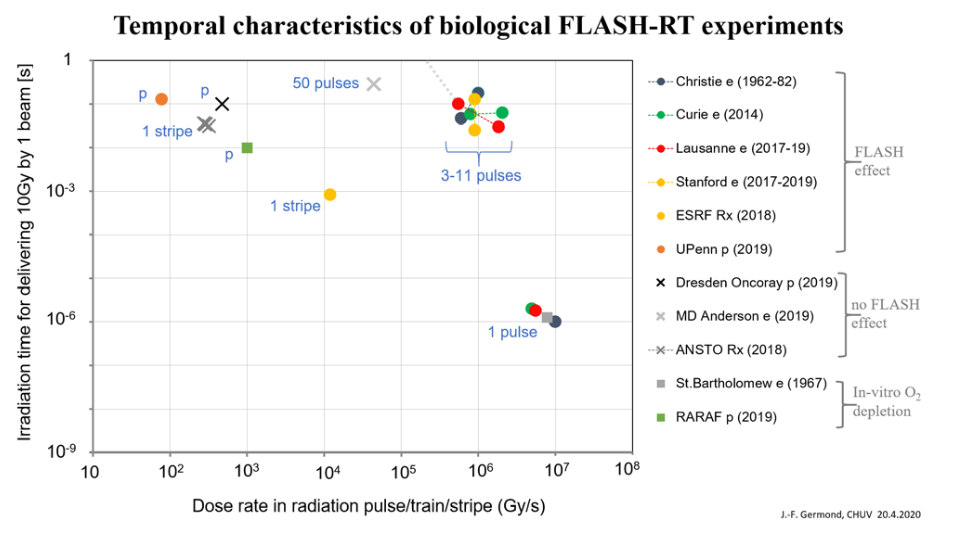 Temporal characteristics of biological FLASH-RT experiments
Irradiation time for delivering 10Gy by 1 beam [s]
1
10-3
10-6
10-9
10
10²
10³
10⁴
10⁵
10⁶
10⁷
10⁸
Dose rate in radiation pulse/train/stripe (Gy/s)
p
p
1 stripe
p
50 pulses
1 stripe
3-11 pulses
1 pulse
Christie e (1962-82)
Curie e (2014)
Lausanne e (2017-19)
Stanford e (2017-2019)
ESRF Rx (2018)
UPenn p (2019)
FLASH
effect
Dresden Oncoray p (2019)
MD Anderson e (2019)
ANSTO Rx (2018)
no FLASH
effect
St.Bartholomew e (1967)
RARAF p (2019)
In-vitro O₂
depletion
J.-F. Germond, CHUV 20.4.2020